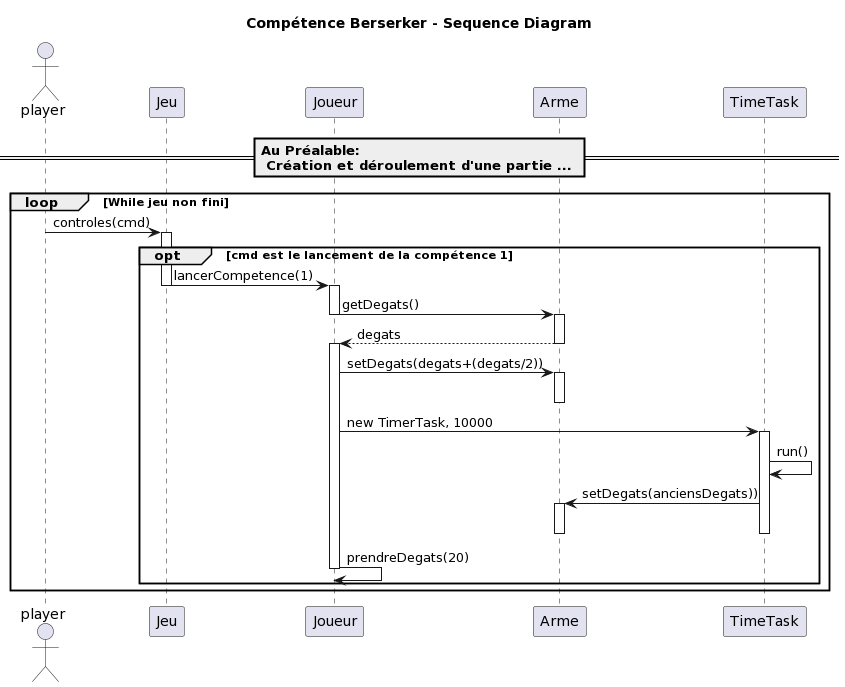 Compétence Berserker - Sequence Diagram
player
Jeu
Joueur
Arme
TimeTask
Au Préalable:
Création et déroulement d'une partie ...
loop
[While jeu non fini]
controles(cmd)
opt
[cmd est le lancement de la compétence 1]
lancerCompetence(1)
getDegats()
degats
setDegats(degats+(degats/2))
new TimerTask, 10000
run()
setDegats(anciensDegats))
prendreDegats(20)
player
Jeu
Joueur
Arme
TimeTask